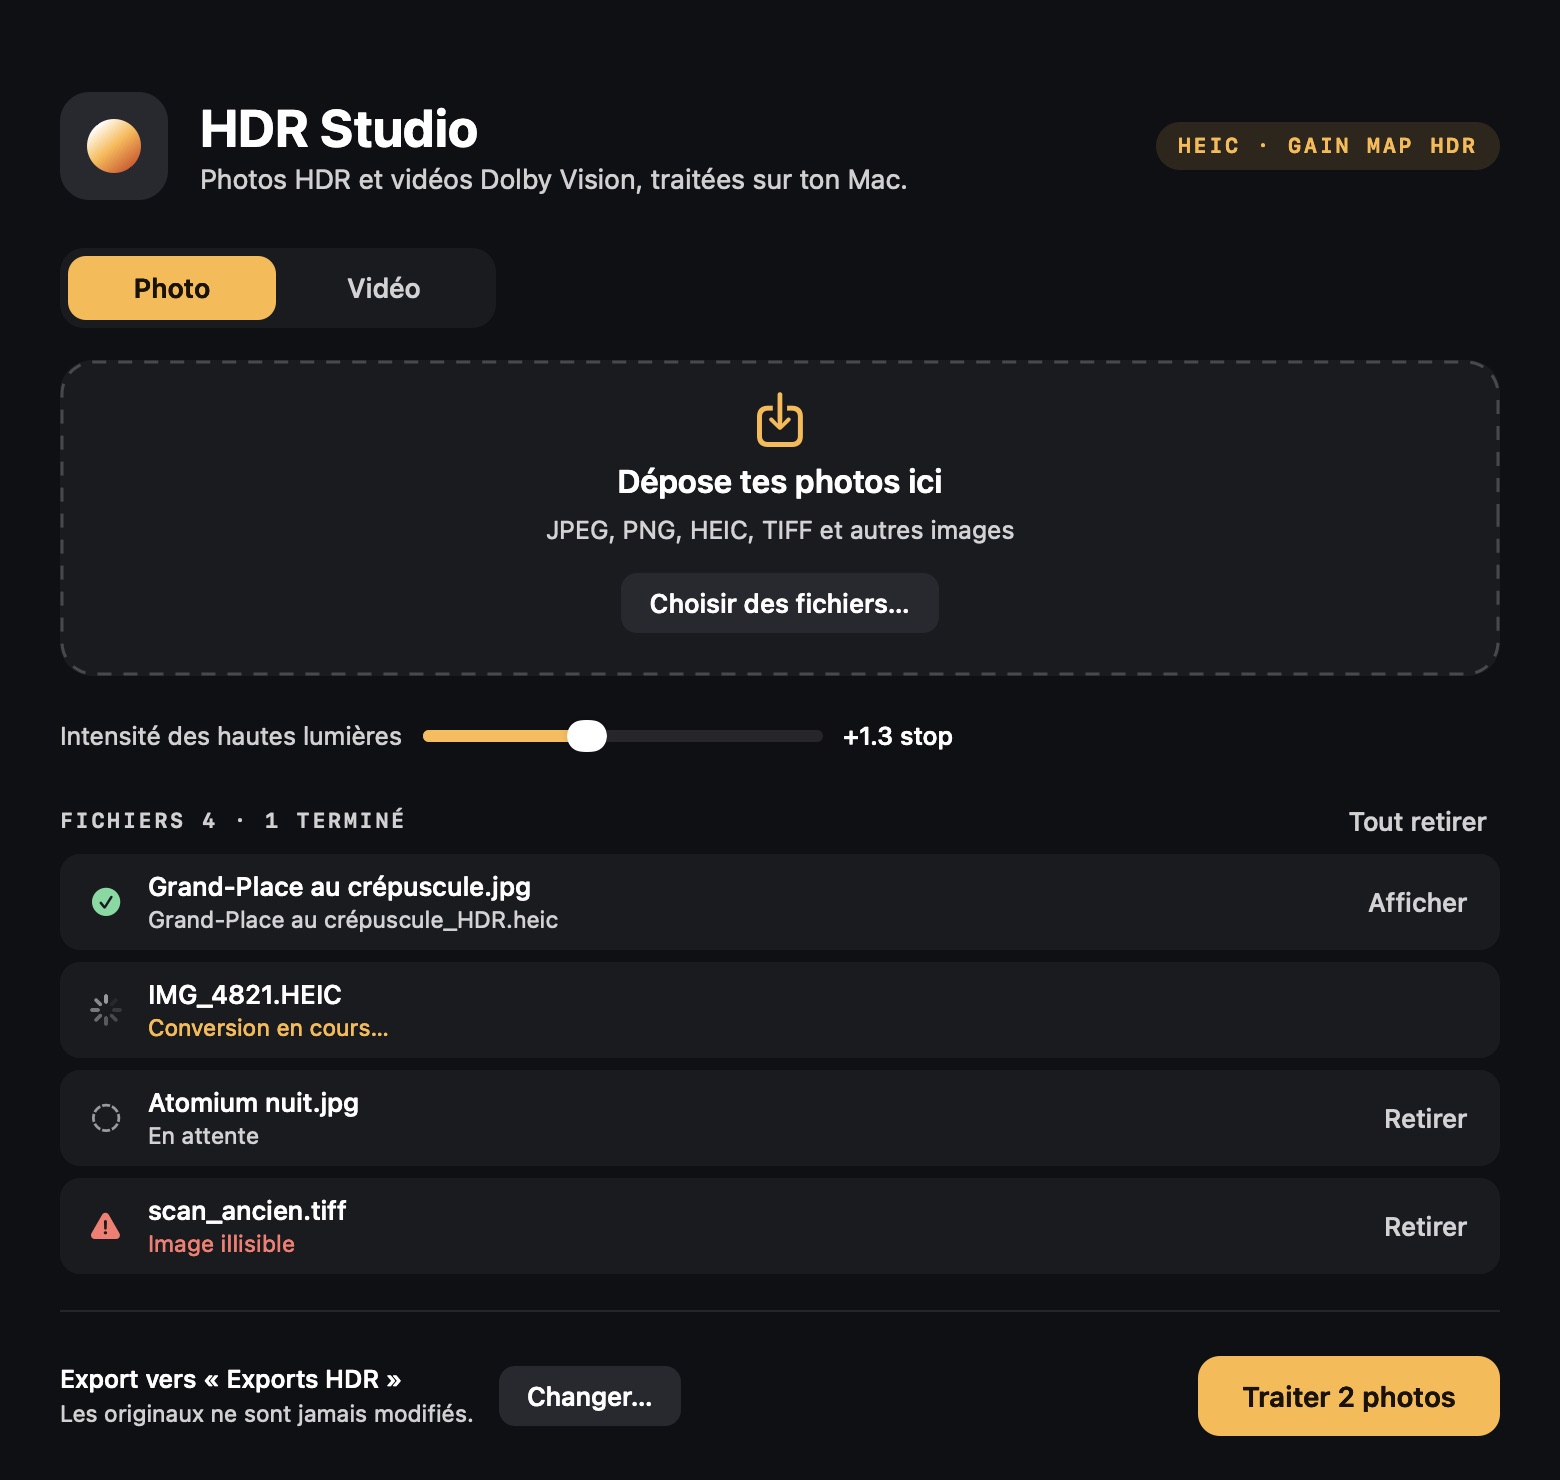 HDR Studio
Photos HDR et vidéos Dolby Vision, traitées sur ton Mac.
HEIC · GAIN MAP HDR
Photo
Vidéo
Dépose tes photos ici
JPEG, PNG, HEIC, TIFF et autres images
Choisir des fichiers...
Intensité des hautes lumières
+1.3 stop
FICHIERS 4 · 1 TERMINÉ
Tout retirer
Grand-Place au crépuscule.jpg
Grand-Place au crépuscule_HDR.heic
Afficher
IMG_4821.HEIC
Conversion en cours...
Atomium nuit.jpg
En attente
Retirer
scan_ancien.tiff
Image illisible
Retirer
Export vers « Exports HDR »
Les originaux ne sont jamais modifiés.
Changer...
Traiter 2 photos